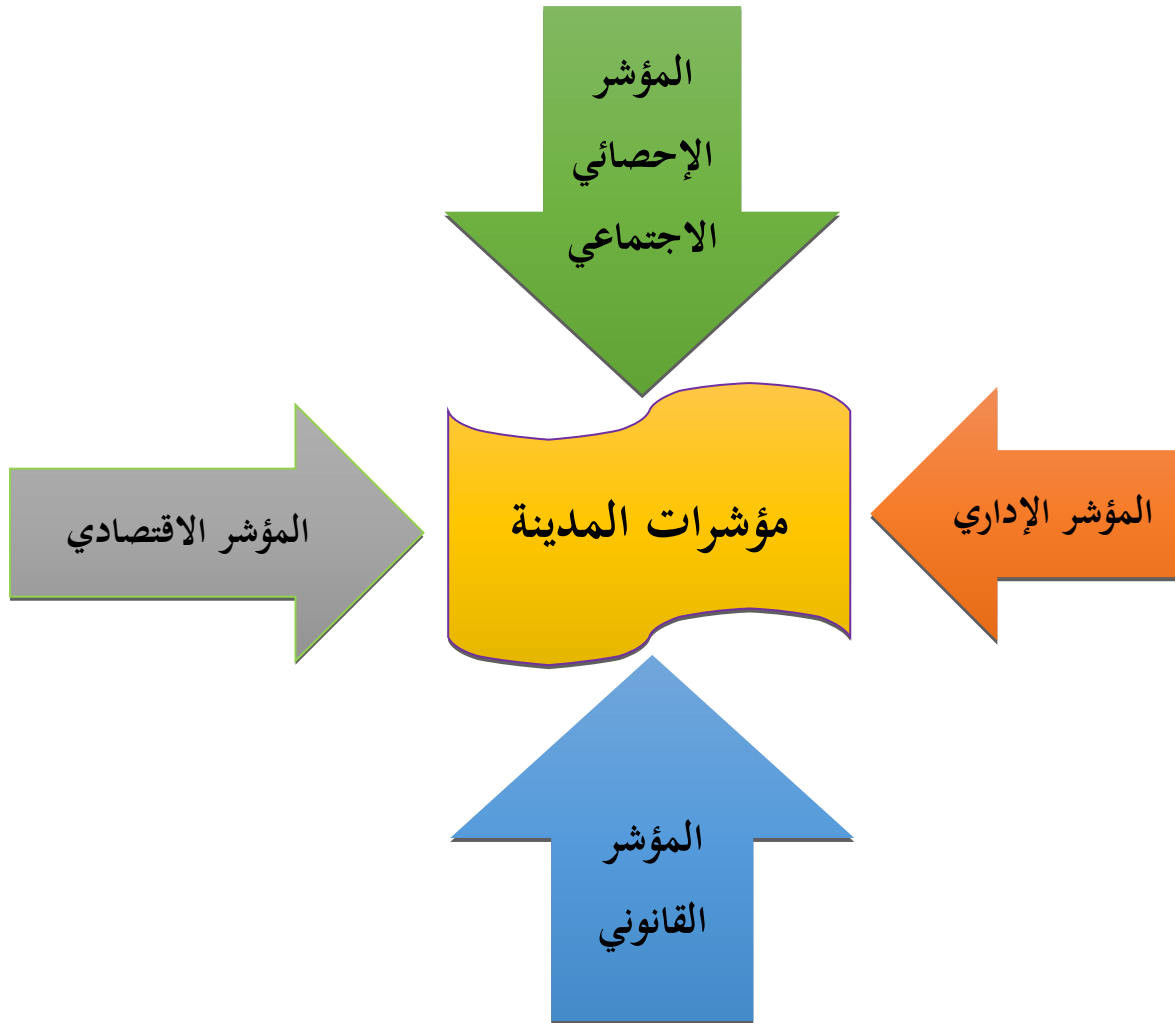 المؤشر
الإحصائي
الاجتماعي
المؤشر الإداري
مؤشرات المدينة
المؤشر الاقتصادي
المؤشر
القانوني